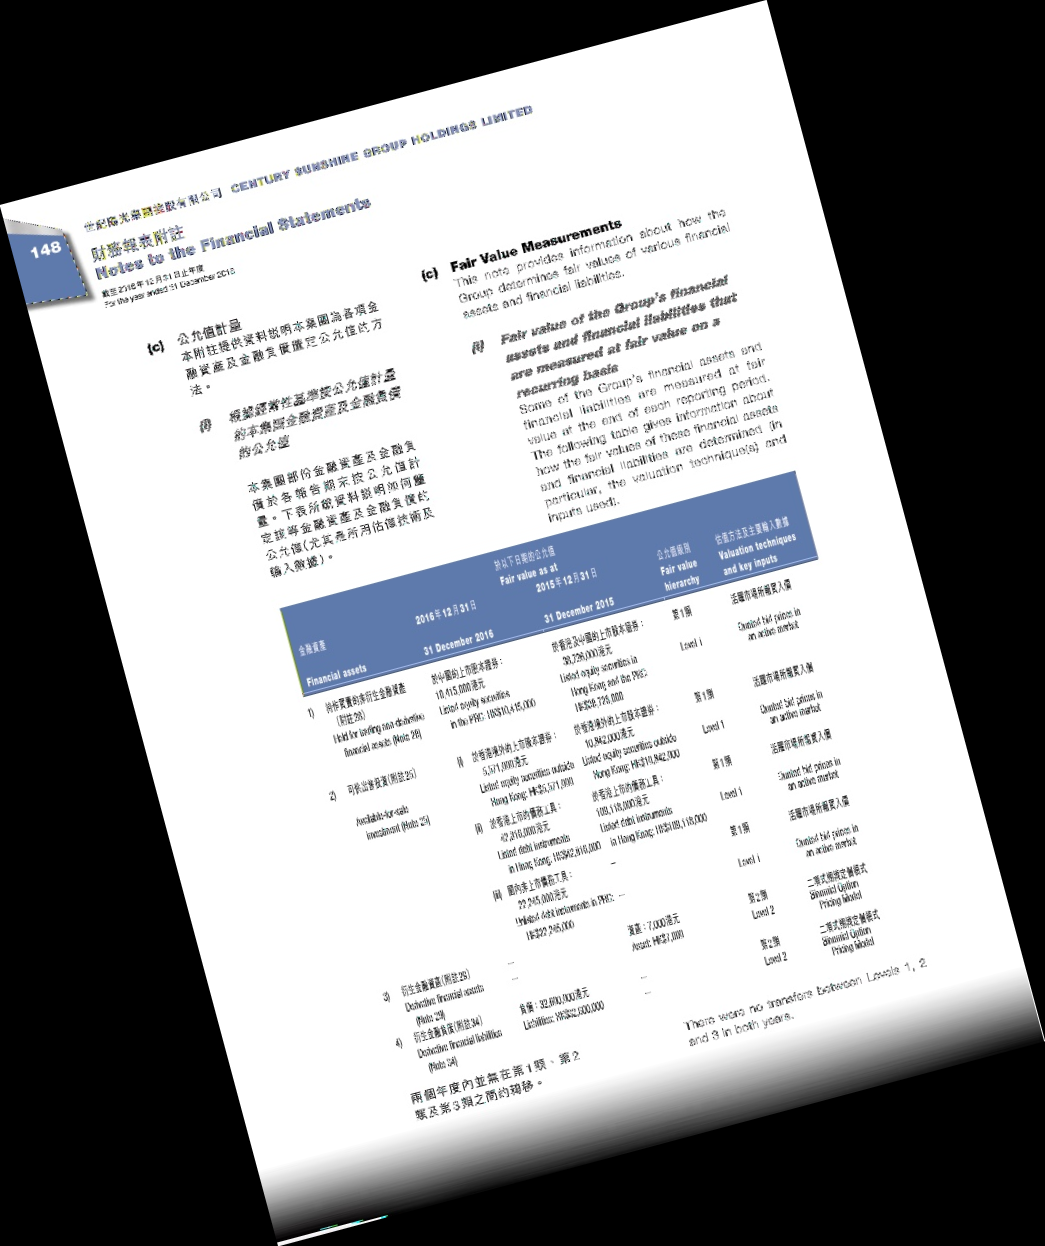 世紀陽光集團控股有限公司 CENTURY SUNSHINE GROUP HOLDINGS LIMITED
148
財務報表附註
Notes to the Financial Statements
截至2016年12月31日止年度
For the year ended 31 December 2016
(c) 公允值計量
本附註提供資料說明本集團為各項金
融資產及金融負債釐定公允值的方
法。
(i) 根據經常性基準按公允值計量
的本集團金融資產及金融負債
的公允值
本集團部份金融資產及金融負
債於各報告期末按公允值計
量。下表所載資料說明如何釐
定該等金融資產及金融負債的
公允值(尤其是所用估值技術及
輸入數據)。
(c) Fair Value Measurements
This note provides information about how the
Group determines fair values of various financial
assets and financial liabilities.
(i) Fair value of the Group's financial
assets and financial liabilities that
are measured at fair value on a
recurring basis
Some of the Group's financial assets and
financial liabilities are measured at fair
value at the end of each reporting period.
The following table gives information about
how the fair values of these financial assets
and financial liabilities are determined (in
particular, the valuation technique(s) and
inputs used).
金融資產
Financial assets
於以下日期的公允值
Fair value as at
2016年12月31日
31 December 2016
2015年12月31日
31 December 2015
公允值級別
Fair value
hierarchy
估值方法及主要輸入數據
Valuation techniques
and key inputs
1) 持作買賣的非衍生金融資產
(附註28)
Held for trading non-derivative
financial assets (Note 28)
於中國的上市股本證券：
10,415,000港元
Listed equity securities
in the PRC: HK$10,415,000
於香港及中國的上市股本證券：
Listed equity securities in
Hong Kong and the PRC:
第1類
Level 1
活躍市場所報買入價
Quoted bid prices in
an active market
2) 可供出售投資(附註25)
Available-for-sale
investment (Note 25)
(i) 於香港境外的上市股本證券：
5,571,000港元
Listed equity securities outside
Hong Kong: HK$5,571,000
於香港境外的上市股本證券：
10,842,000港元
Listed equity securities outside
Hong Kong: HK$10,842,000
第1類
Level 1
活躍市場所報買入價
Quoted bid prices in
an active market
(ii) 於香港上市的債務工具：
42,816,000港元
Listed debt instruments
in Hong Kong: HK$42,816,000
於香港上市的債務工具：
108,118,000港元
Listed debt instruments
in Hong Kong: HK$108,118,000
第1類
Level 1
活躍市場所報買入價
Quoted bid prices in
an active market
(iii) 國內非上市債務工具：
22,245,000港元
Unlisted debt instruments in PRC:
HK$22,245,000
–
第1類
Level 1
活躍市場所報買入價
Quoted bid prices in
an active market
3) 衍生金融資產(附註29)
Derivative financial assets
(Note 29)
–
資產：7,000港元
Asset: HK$7,000
第2類
Level 2
二項式期權定價模式
Binomial Option
Pricing Model
4) 衍生金融負債(附註34)
Derivative financial liabilities
(Note 34)
負債：32,600,000港元
Liabilities: HK$32,600,000
–
第2類
Level 2
二項式期權定價模式
Binomial Option
Pricing Model
兩個年度內並無在第1類、第2
類及第3類之間的轉移。
There were no transfers between Levels 1, 2
and 3 in both years.